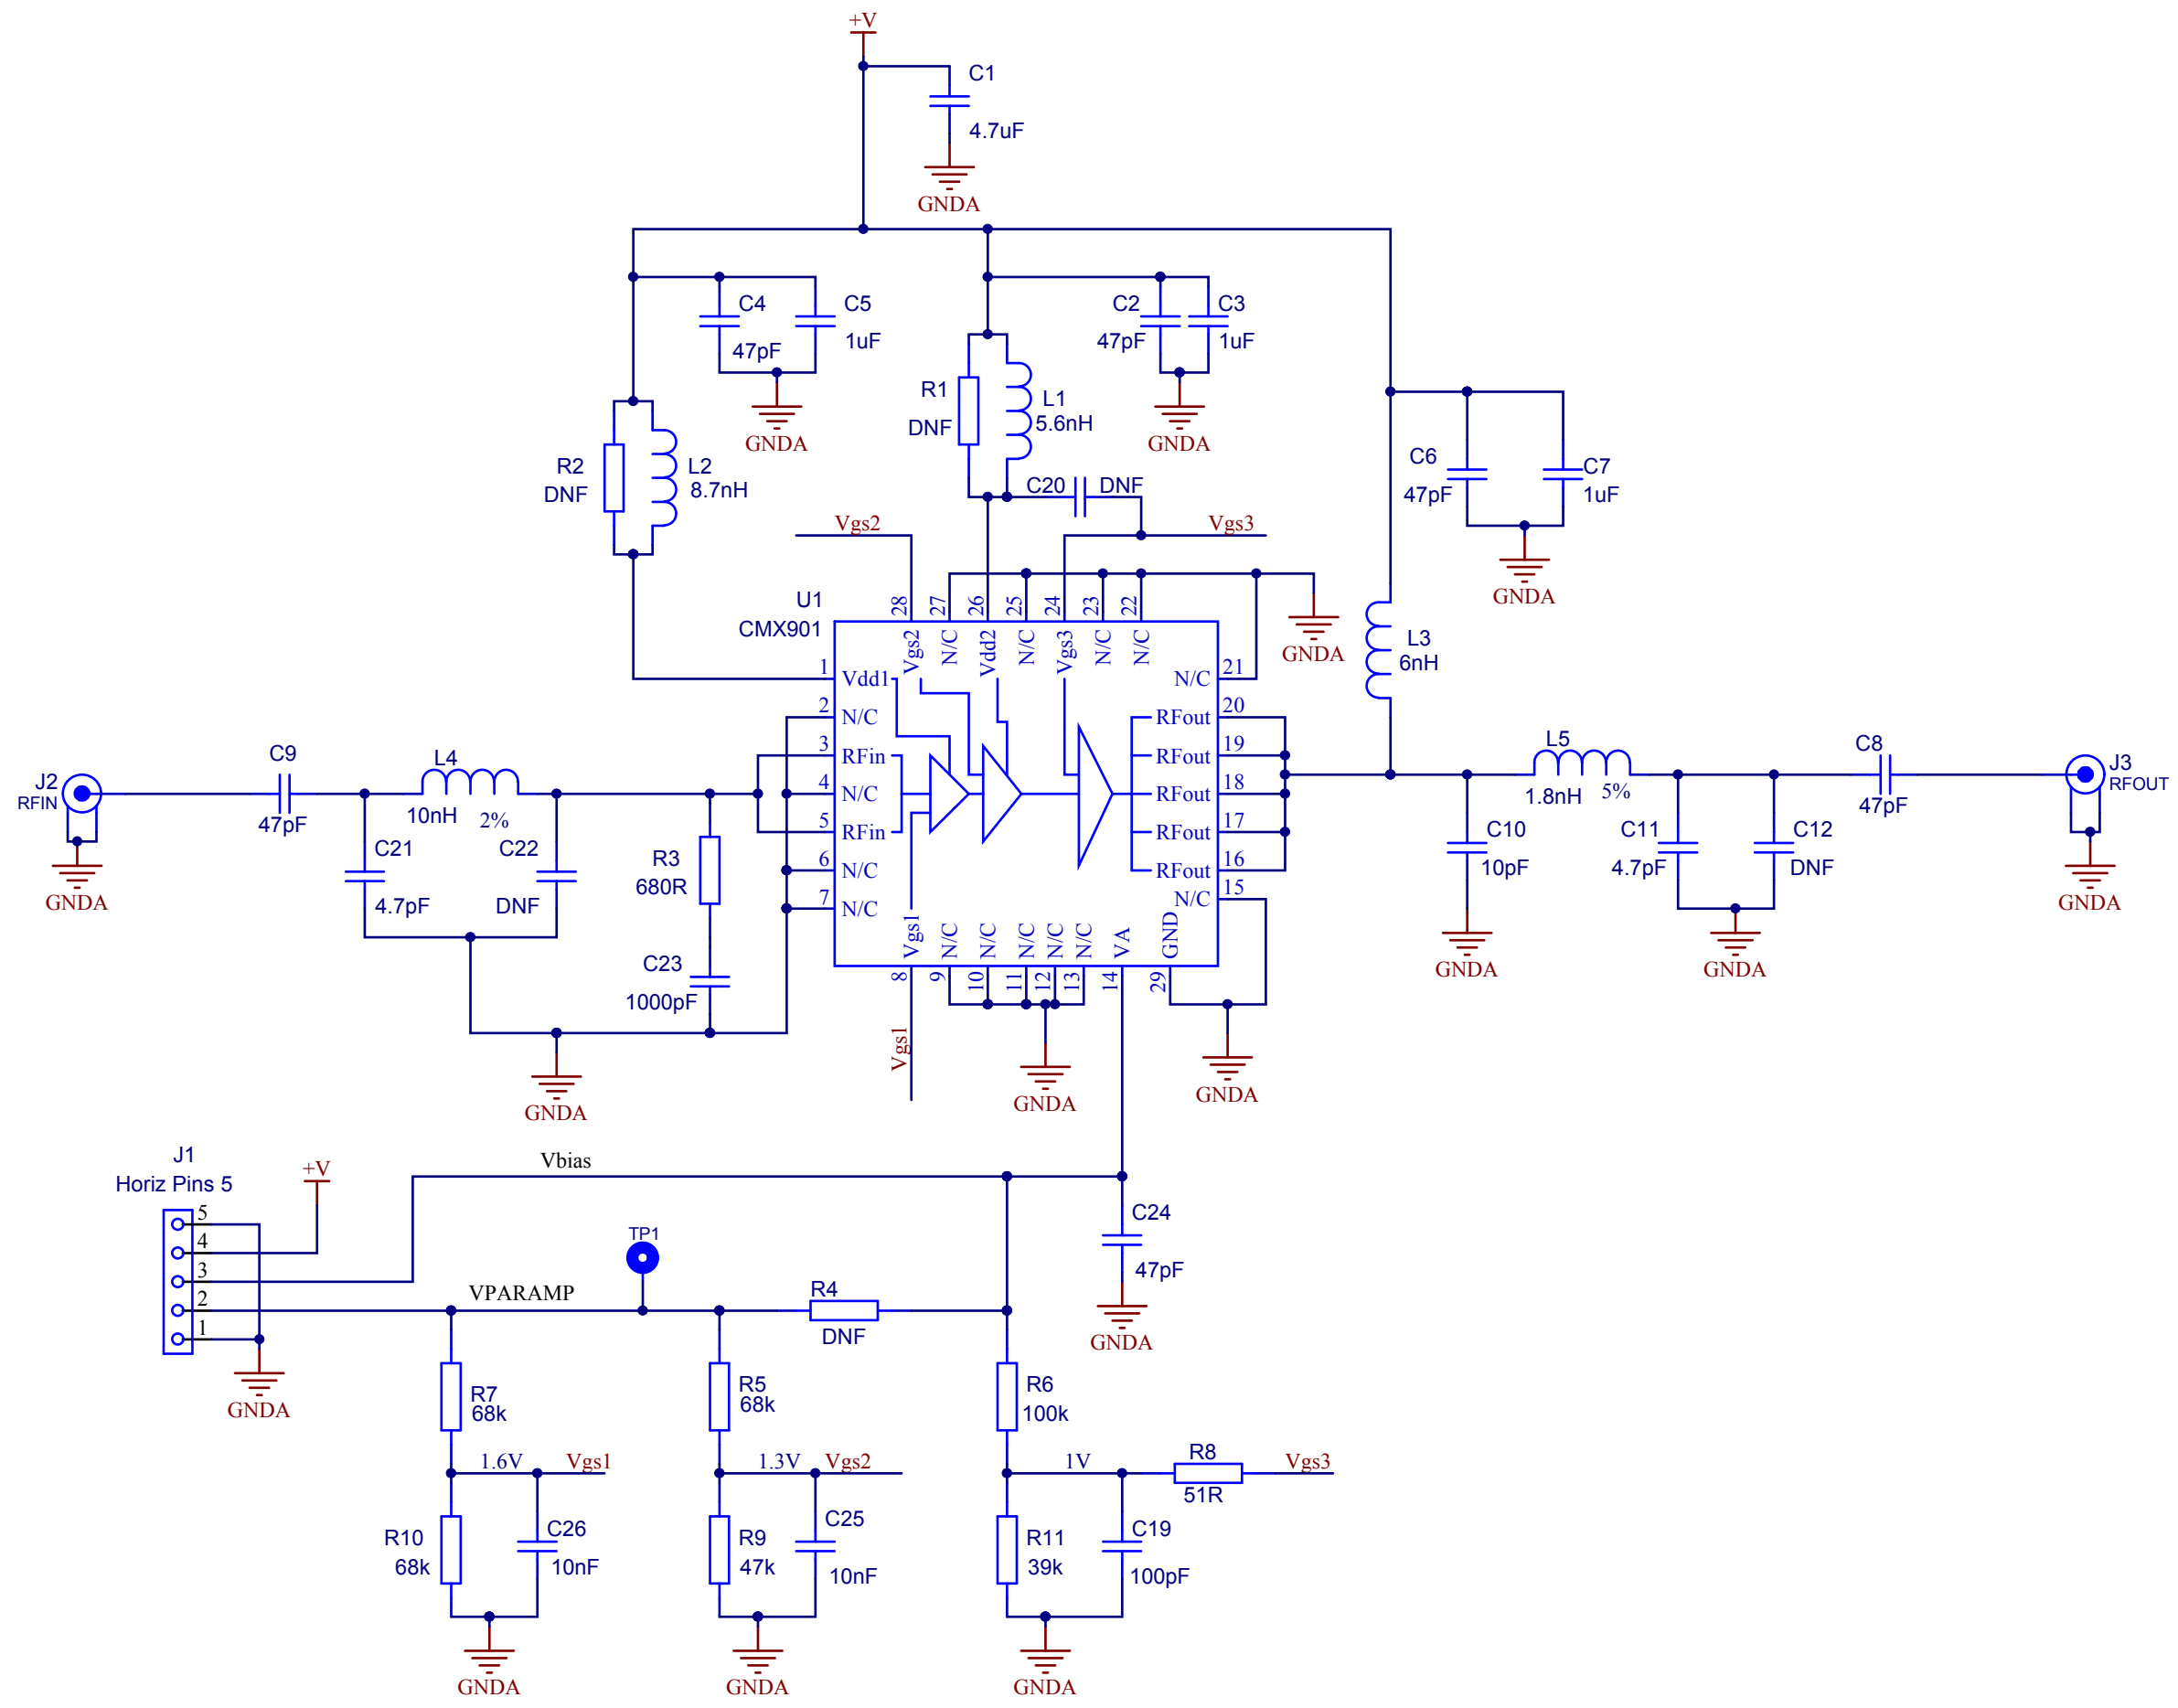 +V
C1
4.7uF
GNDA
C4
47pF
C5
1uF
GNDA
C2
47pF
C3
1uF
GNDA
R1
DNF
L1
5.6nH
R2
DNF
L2
8.7nH
C20
DNF
C6
47pF
C7
1uF
GNDA
Vgs2
Vgs3
U1
CMX901
28
27
26
25
24
23
22
Vgs2
N/C
Vdd2
N/C
Vgs3
N/C
N/C
GNDA
L3
6nH
1
Vdd1
2
N/C
3
RFin
4
N/C
5
RFin
6
N/C
7
N/C
N/C
21
RFout
20
RFout
19
RFout
18
RFout
17
RFout
16
N/C
15
Vgs1
N/C
N/C
N/C
N/C
N/C
VA
GND
8
9
10
11
12
13
14
29
Vgs1
GNDA
GNDA
J2
RFIN
GNDA
C9
47pF
L4
10nH
2%
C21
4.7pF
C22
DNF
R3
680R
C23
1000pF
GNDA
L5
1.8nH
5%
C8
47pF
J3
RFOUT
GNDA
C10
10pF
GNDA
C11
4.7pF
C12
DNF
GNDA
J1
Horiz Pins 5
+V
5
4
3
2
1
GNDA
Vbias
VPARAMP
TP1
R4
DNF
C24
47pF
GNDA
R7
68k
R5
68k
R6
100k
1.6V
Vgs1
1.3V
Vgs2
1V
R8
51R
Vgs3
R10
68k
C26
10nF
GNDA
R9
47k
C25
10nF
GNDA
R11
39k
C19
100pF
GNDA